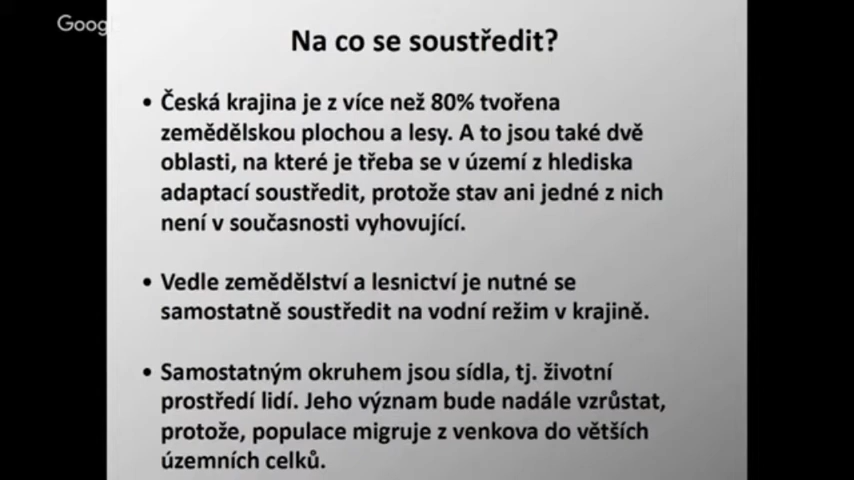 Google
Na co se soustředit?
• Česká krajina je z více než 80% tvořena
zemědělskou plochou a lesy. A to jsou také dvě
oblasti, na které je třeba se v území z hlediska
adaptací soustředit, protože stav ani jedné z nich
není v současnosti vyhovující.
• Vedle zemědělství a lesnictví je nutné se
samostatně soustředit na vodní režim v krajině.
• Samostatným okruhem jsou sídla, tj. životní
prostředí lidí. Jeho význam bude nadále vzrůstat,
protože, populace migruje z venkova do větších
územních celků.